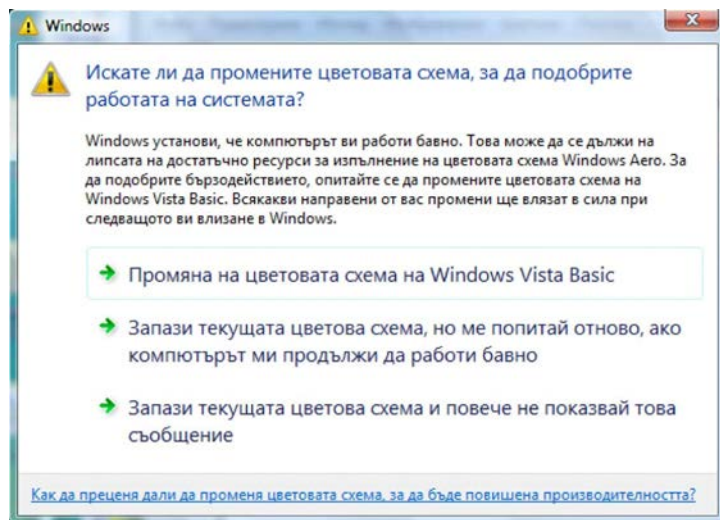 Windows
Искате ли да промените цветовата схема, за да подобрите
работата на системата?
Windows установи, че компютърът ви работи бавно. Това може да се дължи на
липсата на достатъчно ресурси за изпълнение на цветовата схема Windows Aero. За
да подобрите бързодействието, опитайте се да промените цветовата схема на
Windows Vista Basic. Всякакви направени от вас промени ще влязат в сила при
следващото ви влизане в Windows.
Промяна на цветовата схема на Windows Vista Basic
Запази текущата цветова схема, но ме попитай отново, ако
компютърът ми продължи да работи бавно
Запази текущата цветова схема и повече не показвай това
съобщение
Как да преценя дали да променя цветовата схема, за да бъде повишена производителността?